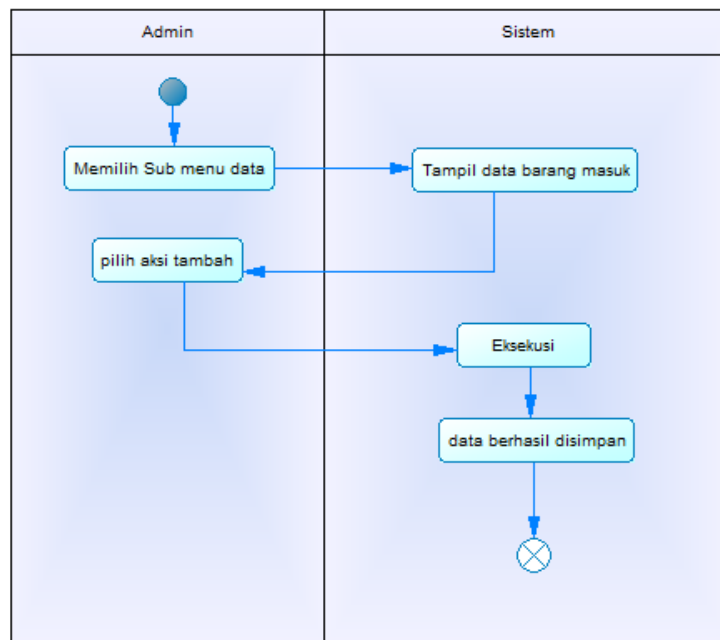 Admin
Sistem
Memilih Sub menu data
Tampil data barang masuk
pilih aksi tambah
Eksekusi
data berhasil disimpan